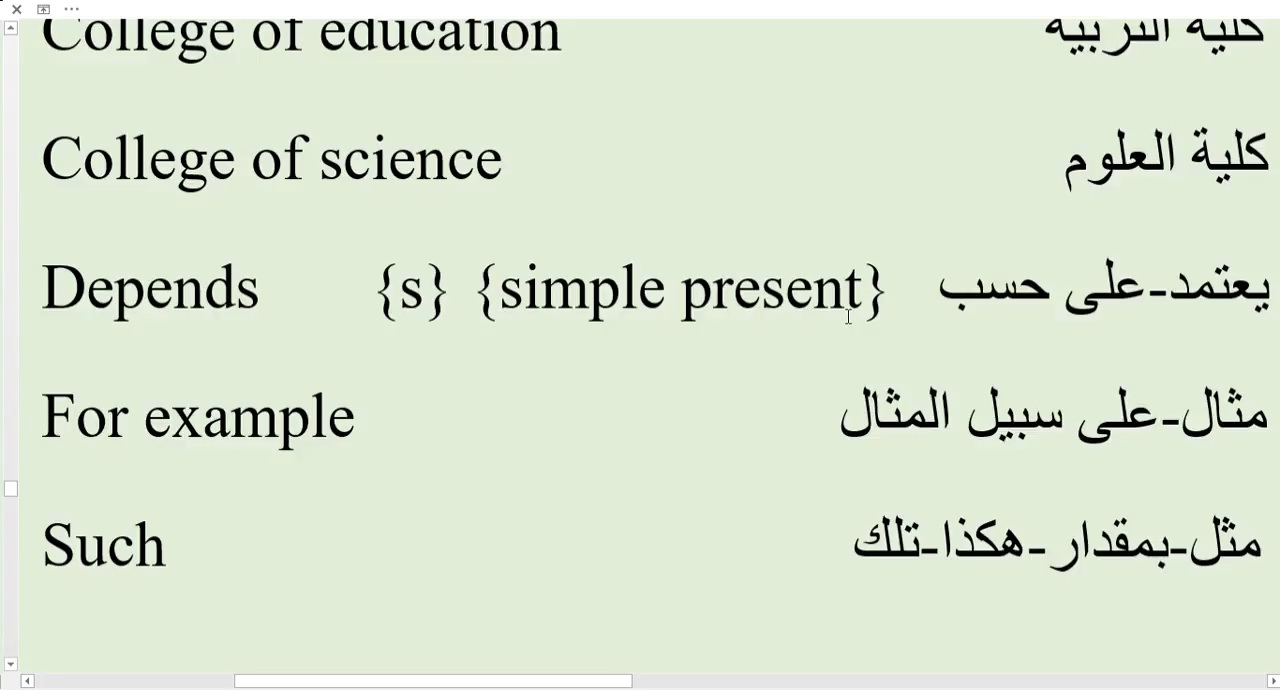 College of education كلية التربية
College of science كلية العلوم
Depends {s} {simple present} يعتمد-على حسب
For example مثال-على سبيل المثال
Such مثل-بمقدار-هكذا-تلك